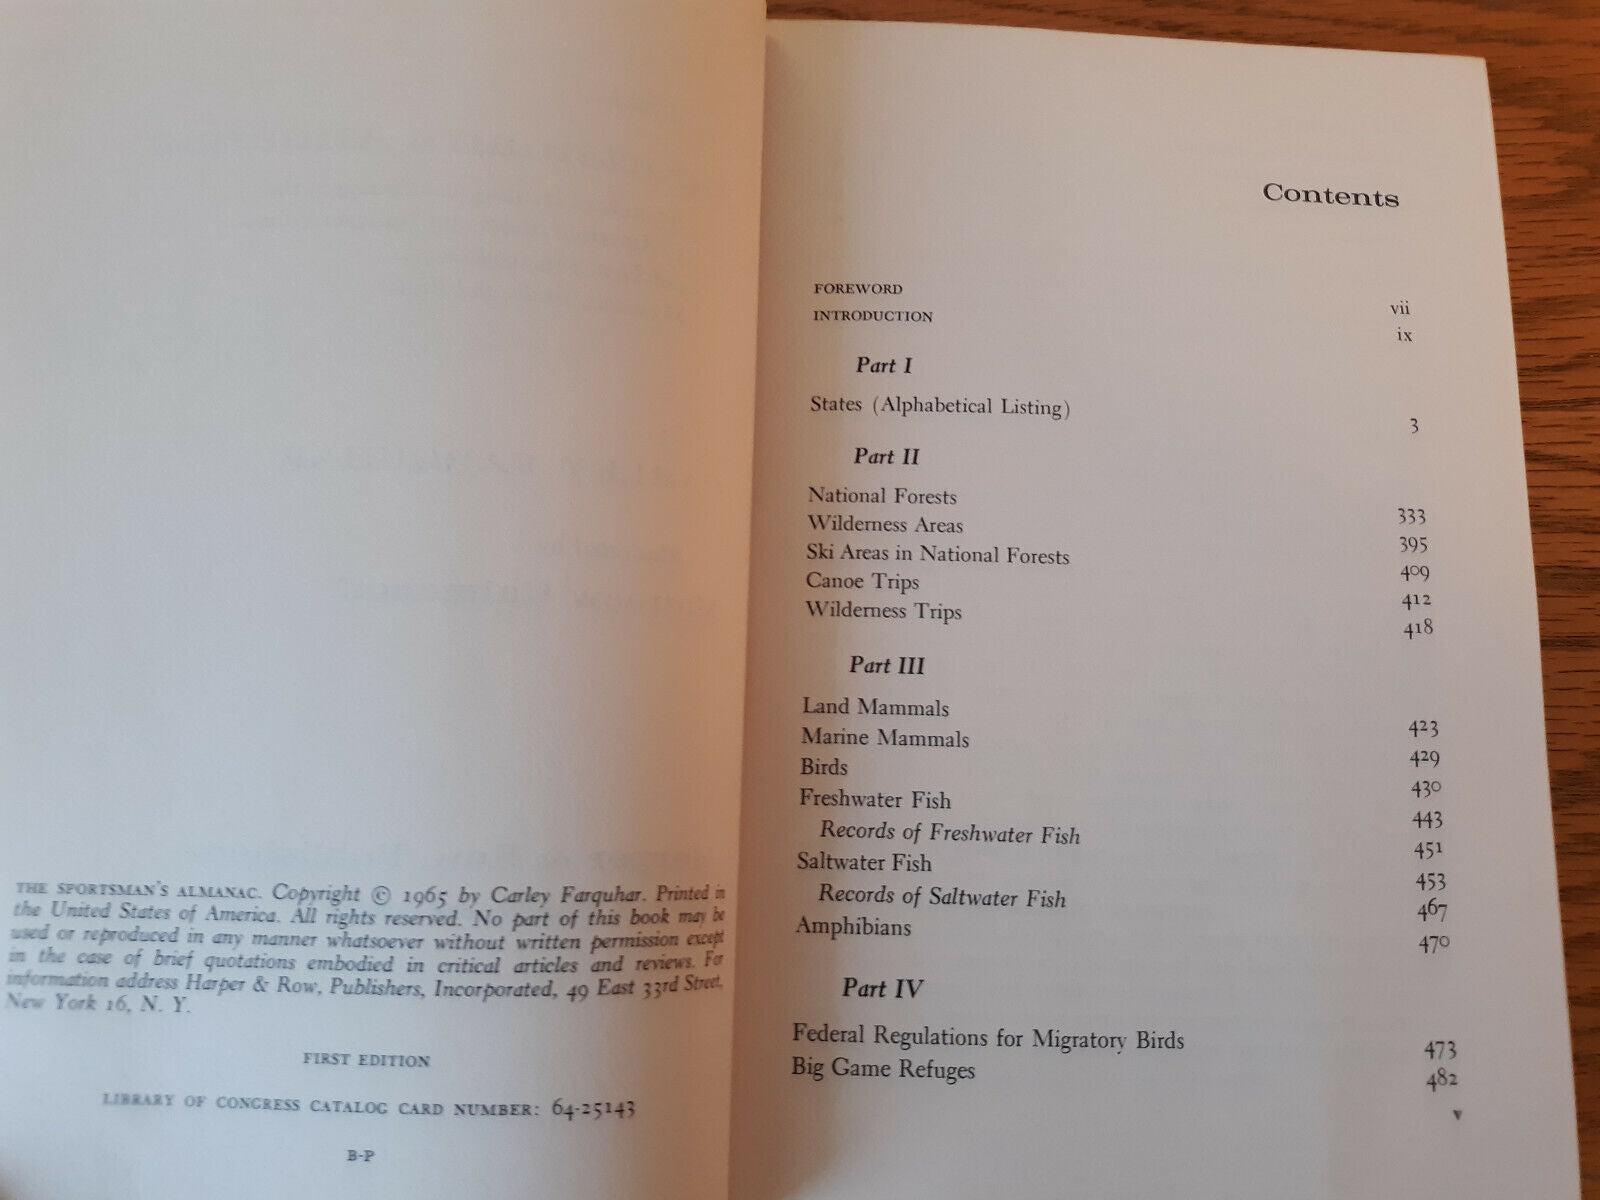 THE SPORTSMAN'S ALMANAC. Copyright © 1965 by Carley Farquhar. Printed in
the United States of America. All rights reserved. No part of this book may be
used or reproduced in any manner whatsoever without written permission except
in the case of brief quotations embodied in critical articles and reviews. For
information address Harper & Row, Publishers, Incorporated, 49 East 33rd Street,
New York 16, N. Y.
FIRST EDITION
LIBRARY OF CONGRESS CATALOG CARD NUMBER: 64-25143
B-P
Contents
FOREWORD vii
INTRODUCTION ix
Part I
States (Alphabetical Listing) 3
Part II
National Forests 333
Wilderness Areas 395
Ski Areas in National Forests 409
Canoe Trips 412
Wilderness Trips 418
Part III
Land Mammals 423
Marine Mammals 429
Birds 430
Freshwater Fish 443
Records of Freshwater Fish 451
Saltwater Fish 453
Records of Saltwater Fish 467
Amphibians 470
Part IV
Federal Regulations for Migratory Birds 473
Big Game Refuges 482
v